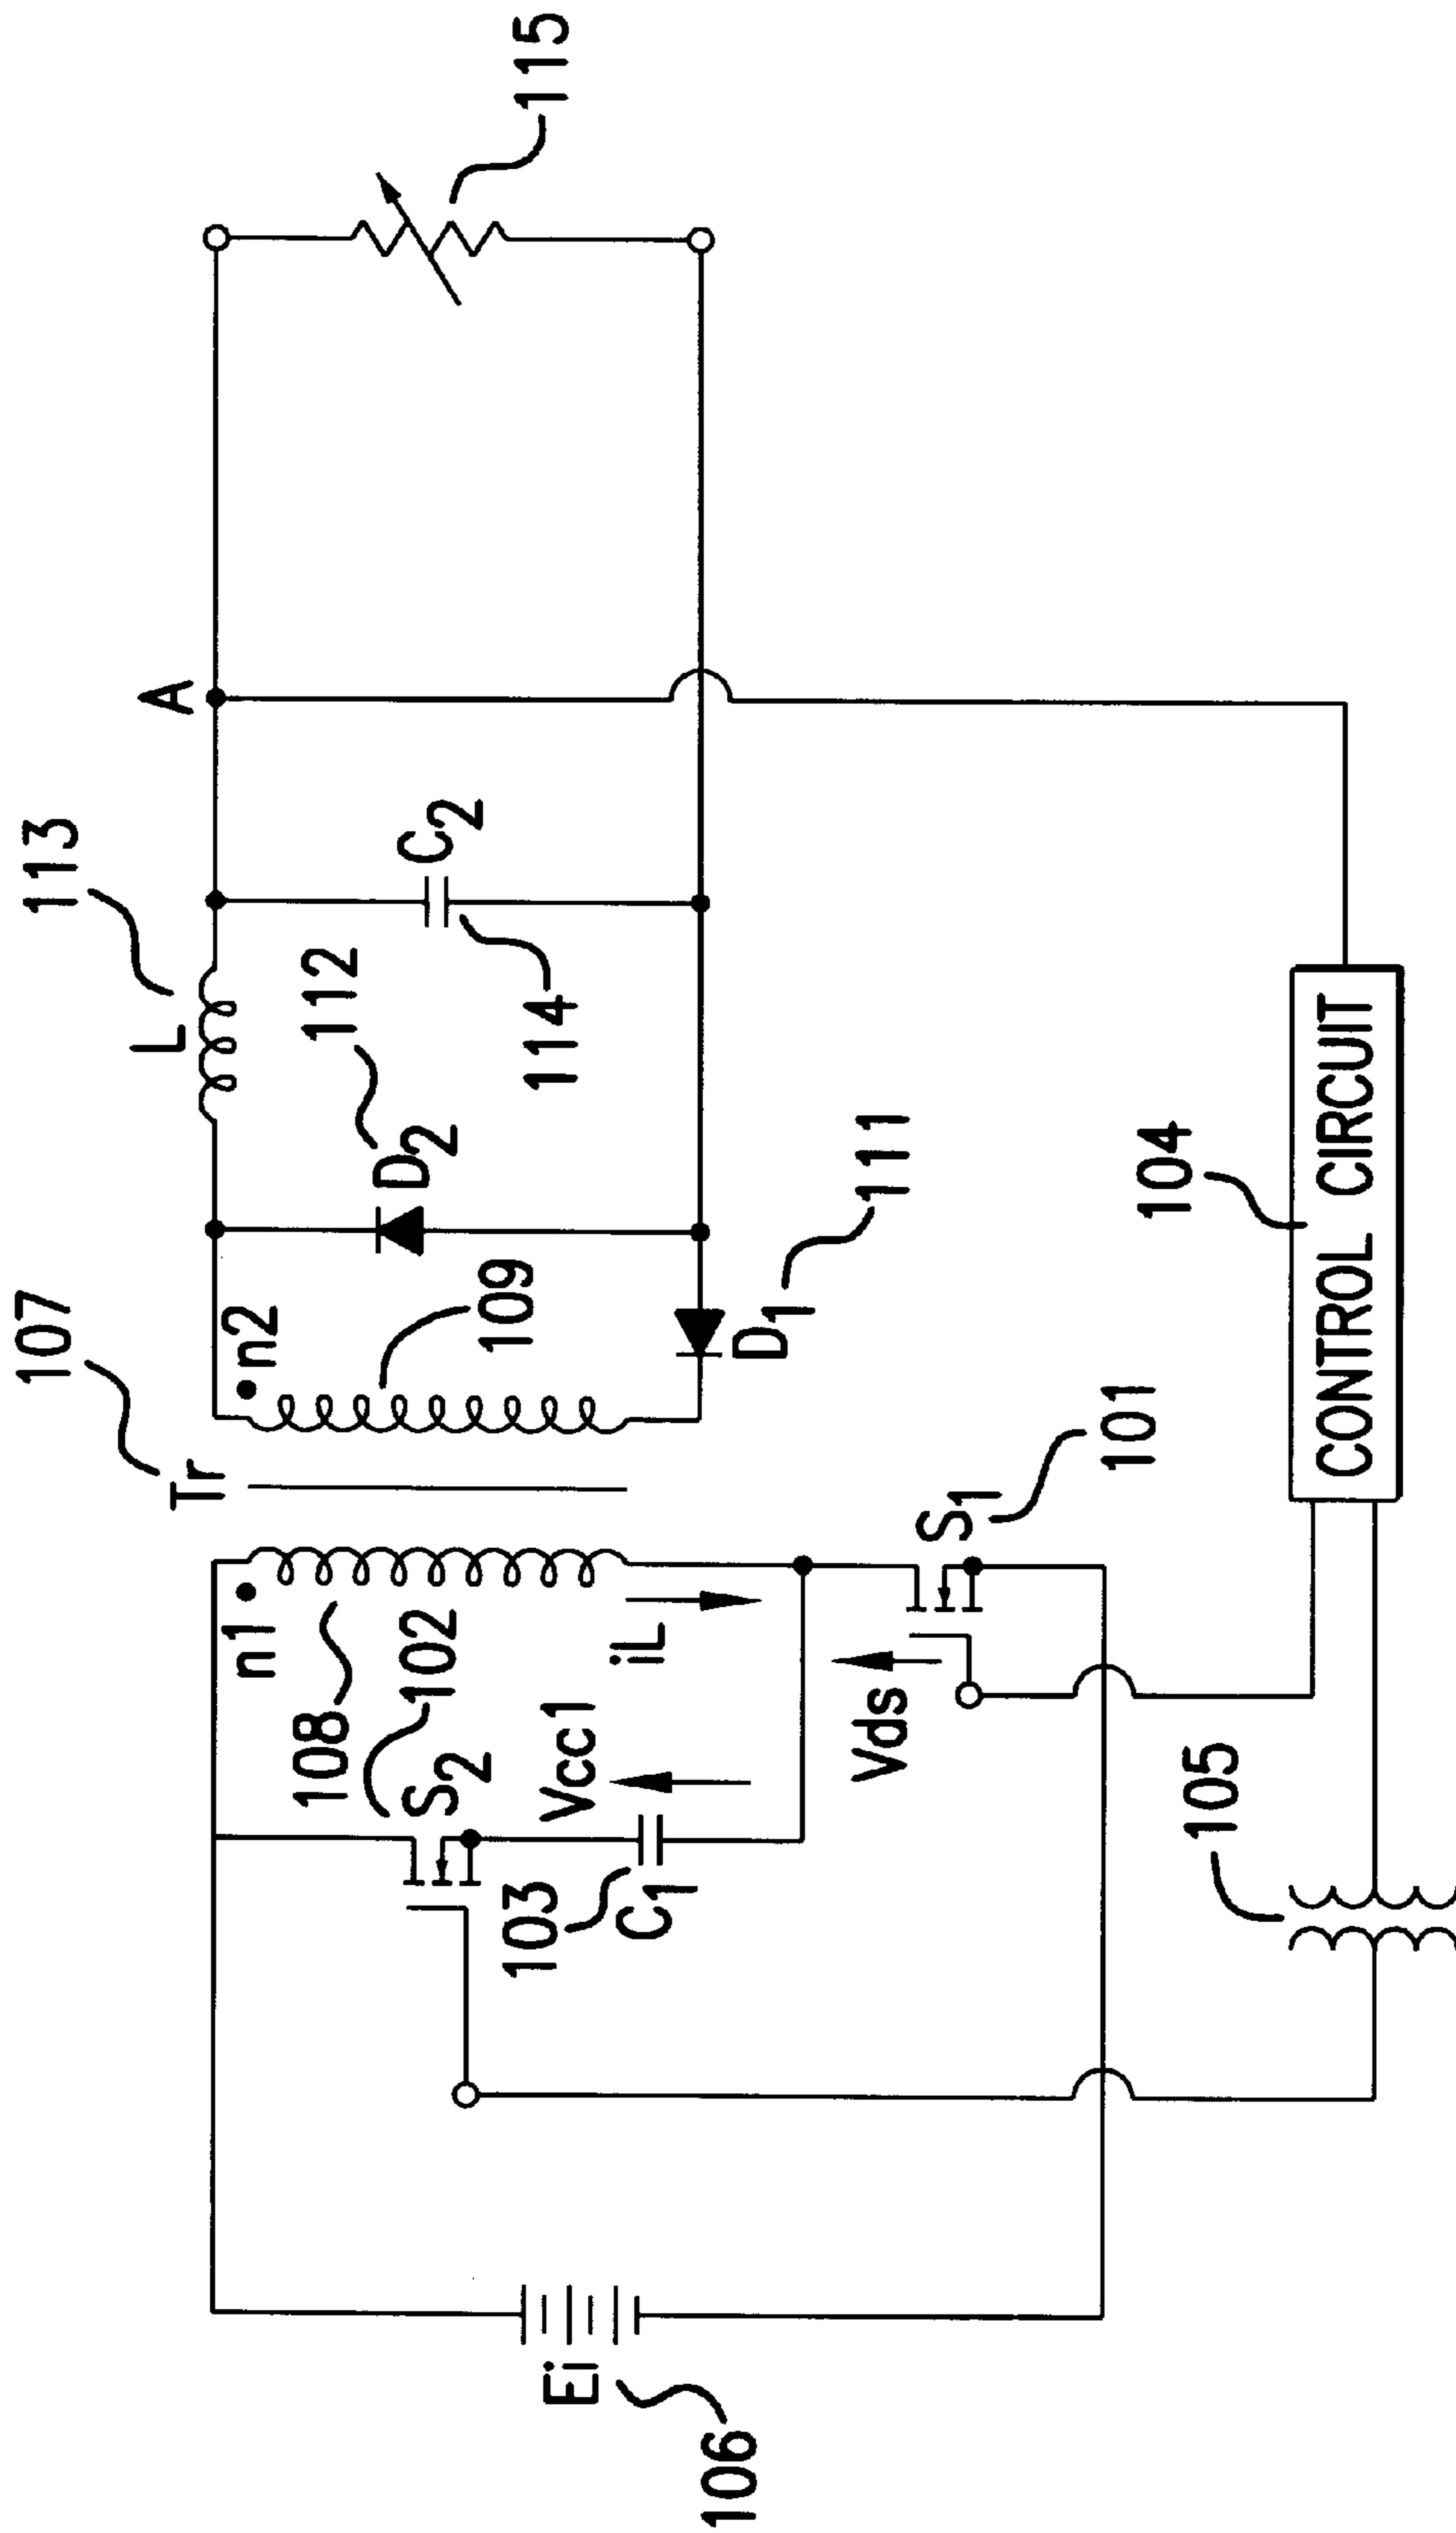 107
113
Tr
n1
n2
L
A
108
102
S2
109
D2
112
C2
114
115
Ei
106
103
C1
Vcc1
iL
Vds
S1
101
D1
111
105
104
CONTROL CIRCUIT